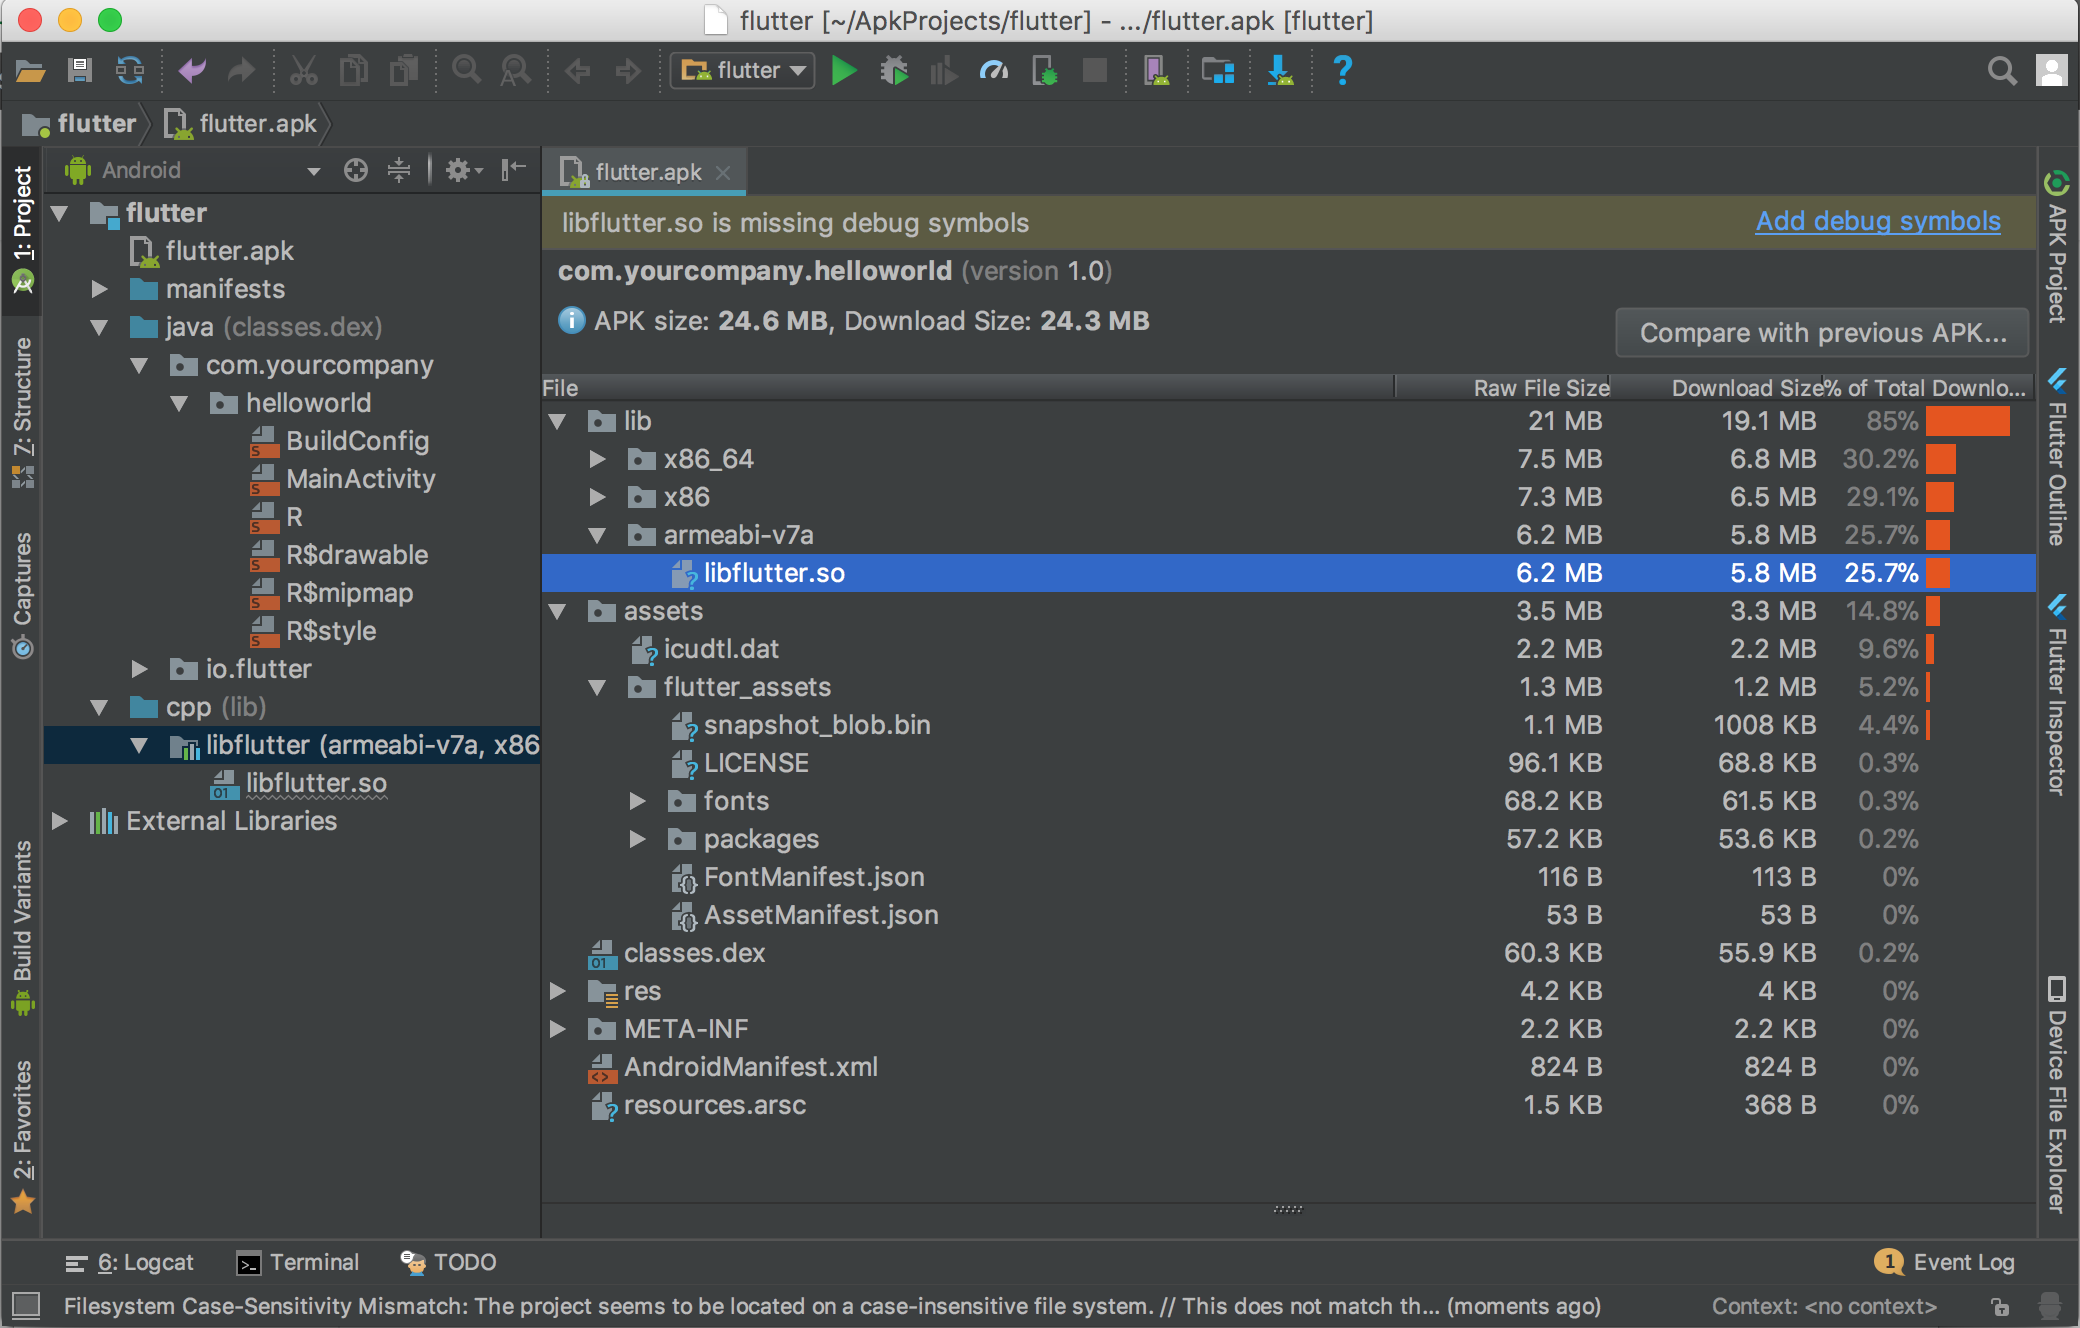 flutter [~/ApkProjects/flutter] - .../flutter.apk [flutter]
flutter
?
flutter
flutter.apk
1: Project
7: Structure
Captures
Build Variants
2: Favorites
Android
flutter
flutter.apk
manifests
java (classes.dex)
com.yourcompany
helloworld
BuildConfig
MainActivity
R
R$drawable
R$mipmap
R$style
io.flutter
cpp (lib)
libflutter (armeabi-v7a, x86
libflutter.so
External Libraries
flutter.apk
libflutter.so is missing debug symbols
Add debug symbols
com.yourcompany.helloworld (version 1.0)
APK size: 24.6 MB, Download Size: 24.3 MB
Compare with previous APK...
File Raw File Size Download Size % of Total Downlo...
lib 21 MB 19.1 MB 85%
x86_64 7.5 MB 6.8 MB 30.2%
x86 7.3 MB 6.5 MB 29.1%
armeabi-v7a 6.2 MB 5.8 MB 25.7%
libflutter.so 6.2 MB 5.8 MB 25.7%
assets 3.5 MB 3.3 MB 14.8%
icudtl.dat 2.2 MB 2.2 MB 9.6%
flutter_assets 1.3 MB 1.2 MB 5.2%
snapshot_blob.bin 1.1 MB 1008 KB 4.4%
LICENSE 96.1 KB 68.8 KB 0.3%
fonts 68.2 KB 61.5 KB 0.3%
packages 57.2 KB 53.6 KB 0.2%
FontManifest.json 116 B 113 B 0%
AssetManifest.json 53 B 53 B 0%
classes.dex 60.3 KB 55.9 KB 0.2%
res 4.2 KB 4 KB 0%
META-INF 2.2 KB 2.2 KB 0%
AndroidManifest.xml 824 B 824 B 0%
resources.arsc 1.5 KB 368 B 0%
APK Project
Flutter Outline
Flutter Inspector
Device File Explorer
6: Logcat
Terminal
TODO
1 Event Log
Filesystem Case-Sensitivity Mismatch: The project seems to be located on a case-insensitive file system. // This does not match th... (moments ago)
Context: <no context>